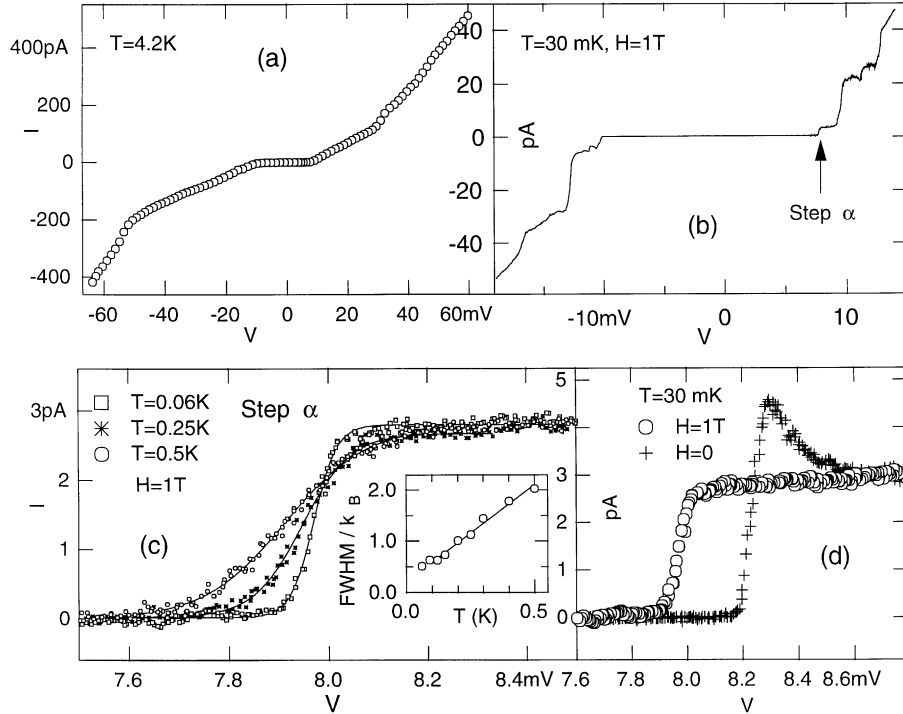 T=4.2K
(a)
400pA
200
0
-200
-400
I
-60
-40
-20
0
20
40
60mV
V
T=30 mK, H=1T
40
20
0
-20
-40
pA
Step α
(b)
-10mV
0
10
V
T=0.06K
T=0.25K
T=0.5K
H=1T
Step α
3pA
2
1
0
I
(c)
7.6
7.8
8.0
8.2
8.4mV
V
2.0
1.0
0.0
FWHM / kB
0.0
0.5
T (K)
T=30 mK
H=1T
H=0
5
4
3
2
1
0
pA
(d)
7.6
7.8
8.0
8.2
8.4
8.6mV
V